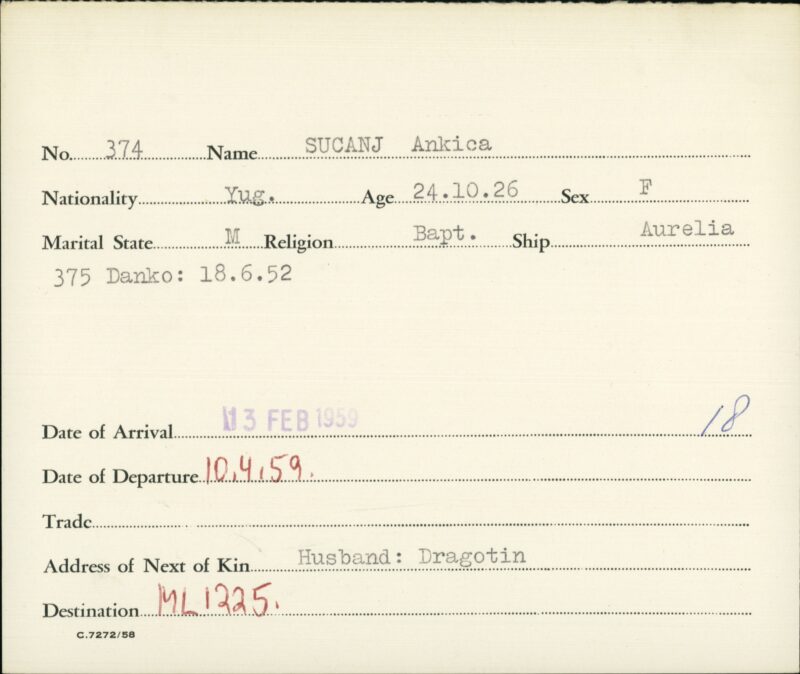 No. 374 Name SUCANJ Ankica
Nationality Yug. Age 24.10.26 Sex F
Marital State M Religion Bapt. Ship Aurelia
375 Danko: 18.6.52
Date of Arrival 13 FEB 1959 18
Date of Departure 10.4.59.
Trade
Address of Next of Kin Husband: Dragotin
Destination ML1225.
C.7272/58